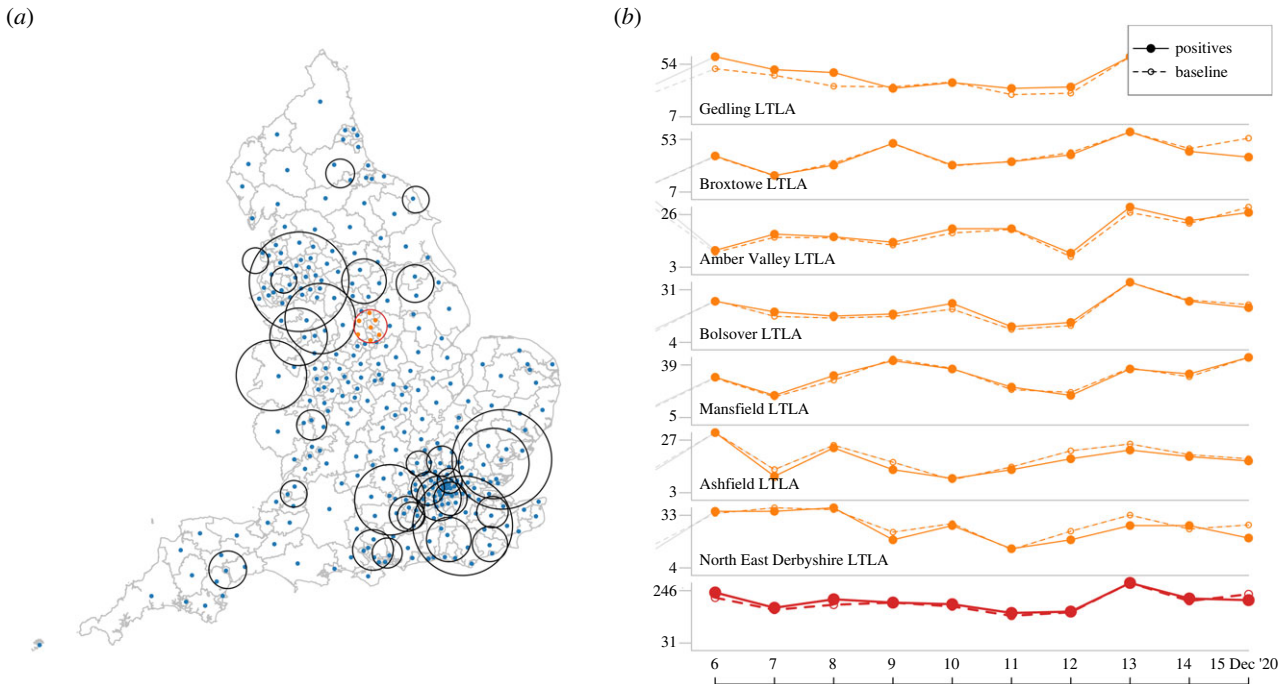 (a)
(b)
positives
baseline
54
7
Gedling LTLA
53
7
Broxtowe LTLA
26
3
Amber Valley LTLA
31
4
Bolsover LTLA
39
5
Mansfield LTLA
27
3
Ashfield LTLA
33
4
North East Derbyshire LTLA
246
31
6 7 8 9 10 11 12 13 14 15 Dec '20